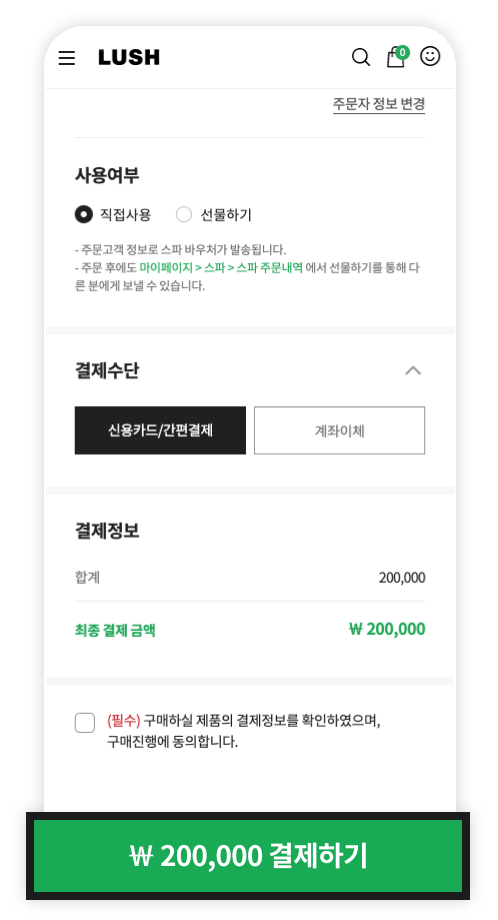 LUSH
0
주문자 정보 변경
사용여부
직접사용 선물하기
- 주문고객 정보로 스파 바우처가 발송됩니다.
- 주문 후에도 마이페이지 > 스파 > 스파 주문내역 에서 선물하기를 통해 다
른 분에게 보낼 수 있습니다.
결제수단
신용카드/간편결제 계좌이체
결제정보
합계 200,000
최종 결제 금액 ₩ 200,000
(필수) 구매하실 제품의 결제정보를 확인하였으며,
구매진행에 동의합니다.
₩ 200,000 결제하기